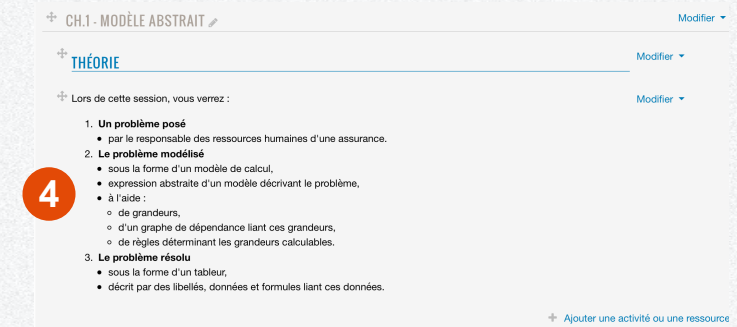 CH.1 - MODÈLE ABSTRAIT
Modifier
THÉORIE
Modifier
Lors de cette session, vous verrez :
Modifier
1. Un problème posé
• par le responsable des ressources humaines d'une assurance.
2. Le problème modélisé
• sous la forme d'un modèle de calcul,
• expression abstraite d'un modèle décrivant le problème,
• à l'aide :
◦ de grandeurs,
◦ d'un graphe de dépendance liant ces grandeurs,
◦ de règles déterminant les grandeurs calculables.
3. Le problème résolu
• sous la forme d'un tableur,
• décrit par des libellés, données et formules liant ces données.
4
Ajouter une activité ou une ressource